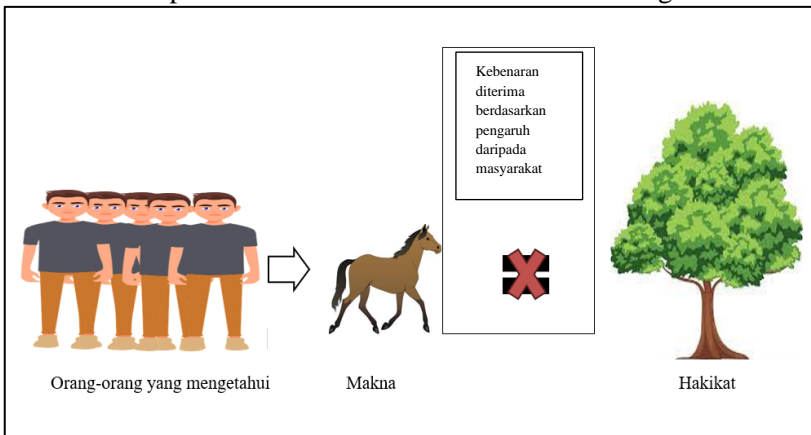 Kebenaran
diterima
berdasarkan
pengaruh
daripada
masyarakat
Orang-orang yang mengetahui
Makna
Hakikat